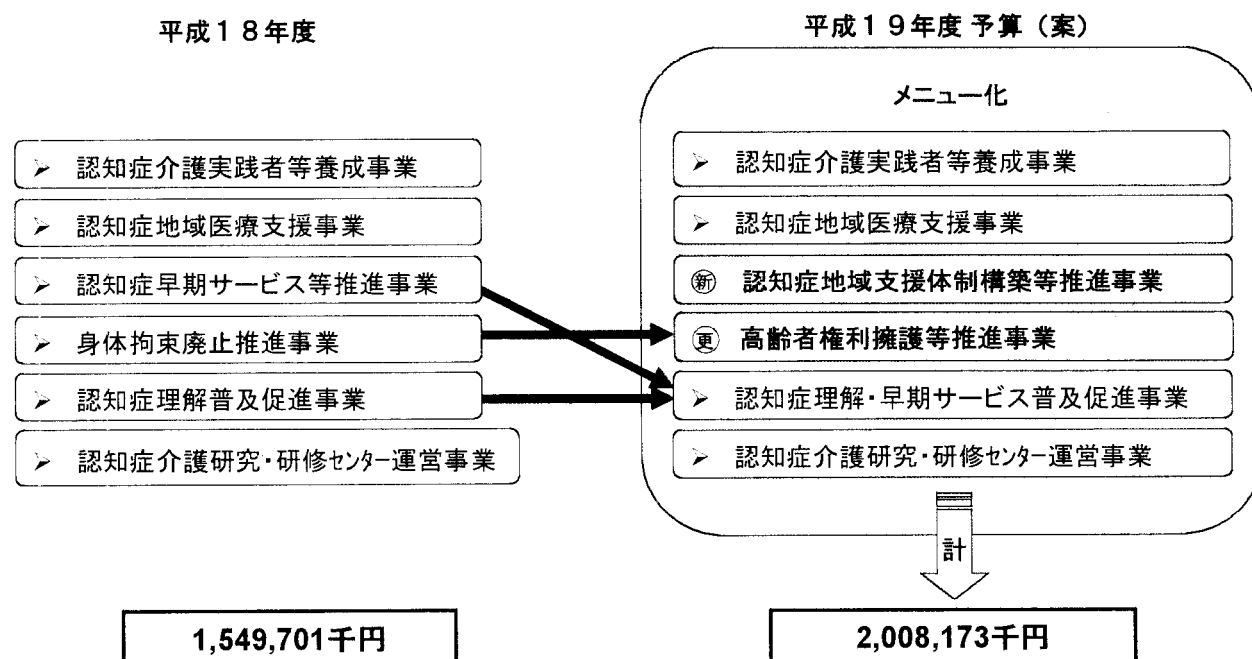 平成18年度
➢ 認知症介護実践者等養成事業
➢ 認知症地域医療支援事業
➢ 認知症早期サービス等推進事業
➢ 身体拘束廃止推進事業
➢ 認知症理解普及促進事業
➢ 認知症介護研究・研修センター運営事業
1,549,701千円
平成19年度 予算（案）
メニュー化
➢ 認知症介護実践者等養成事業
➢ 認知症地域医療支援事業
㊟新 認知症地域支援体制構築等推進事業
更 高齢者権利擁護等推進事業
➢ 認知症理解・早期サービス普及促進事業
➢ 認知症介護研究・研修センター運営事業
計
2,008,173千円